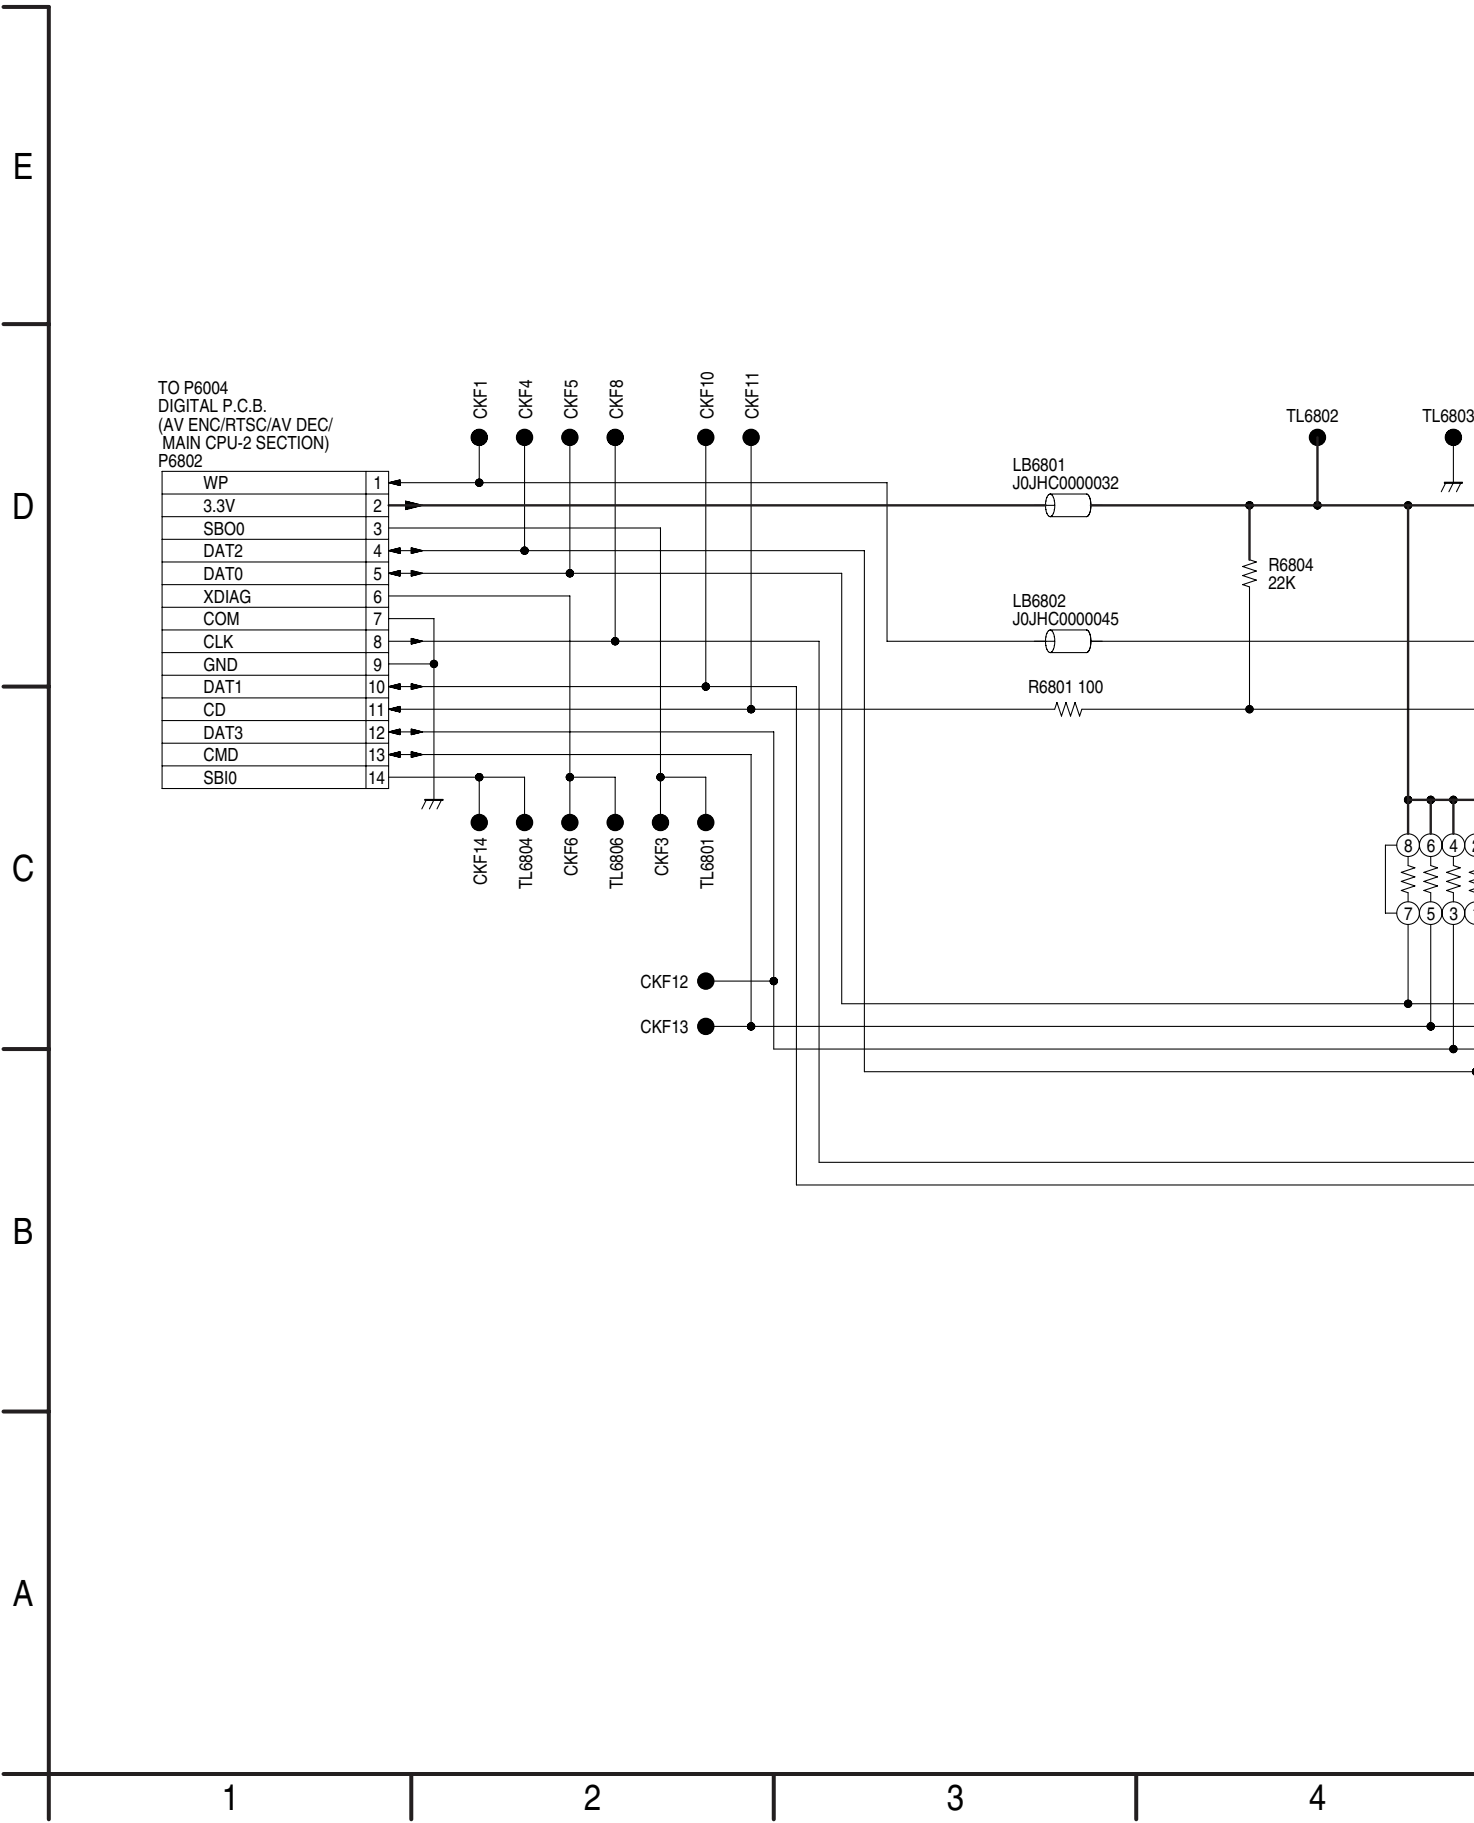 E
D
C
B
A
TO P6004
DIGITAL P.C.B.
(AV ENC/RTSC/AV DEC/
MAIN CPU-2 SECTION)
P6802
WP 1
3.3V 2
SBO0 3
DAT2 4
DAT0 5
XDIAG 6
COM 7
CLK 8
GND 9
DAT1 10
CD 11
DAT3 12
CMD 13
SBI0 14
CKF1
CKF4
CKF5
CKF8
CKF10
CKF11
CKF14
TL6804
CKF6
TL6806
CKF3
TL6801
CKF12
CKF13
LB6801
J0JHC0000032
LB6802
J0JHC0000045
R6801 100
TL6802
TL6803
R6804
22K
8 6 4
7 5 3
1 2 3 4